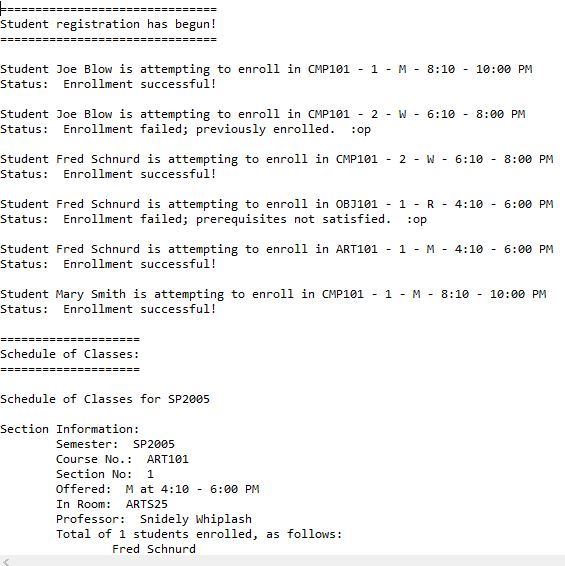 ===============================
Student registration has begun!
===============================
Student Joe Blow is attempting to enroll in CMP101 - 1 - M - 8:10 - 10:00 PM
Status:  Enrollment successful!
Student Joe Blow is attempting to enroll in CMP101 - 2 - W - 6:10 - 8:00 PM
Status:  Enrollment failed; previously enrolled.  :op
Student Fred Schnurd is attempting to enroll in CMP101 - 2 - W - 6:10 - 8:00 PM
Status:  Enrollment successful!
Student Fred Schnurd is attempting to enroll in OBJ101 - 1 - R - 4:10 - 6:00 PM
Status:  Enrollment failed; prerequisites not satisfied.  :op
Student Fred Schnurd is attempting to enroll in ART101 - 1 - M - 4:10 - 6:00 PM
Status:  Enrollment successful!
Student Mary Smith is attempting to enroll in CMP101 - 1 - M - 8:10 - 10:00 PM
Status:  Enrollment successful!
====================
Schedule of Classes:
====================
Schedule of Classes for SP2005
Section Information:
        Semester:  SP2005
        Course No.:  ART101
        Section No:  1
        Offered:  M at 4:10 - 6:00 PM
        In Room:  ARTS25
        Professor:  Snidely Whiplash
        Total of 1 students enrolled, as follows:
                Fred Schnurd